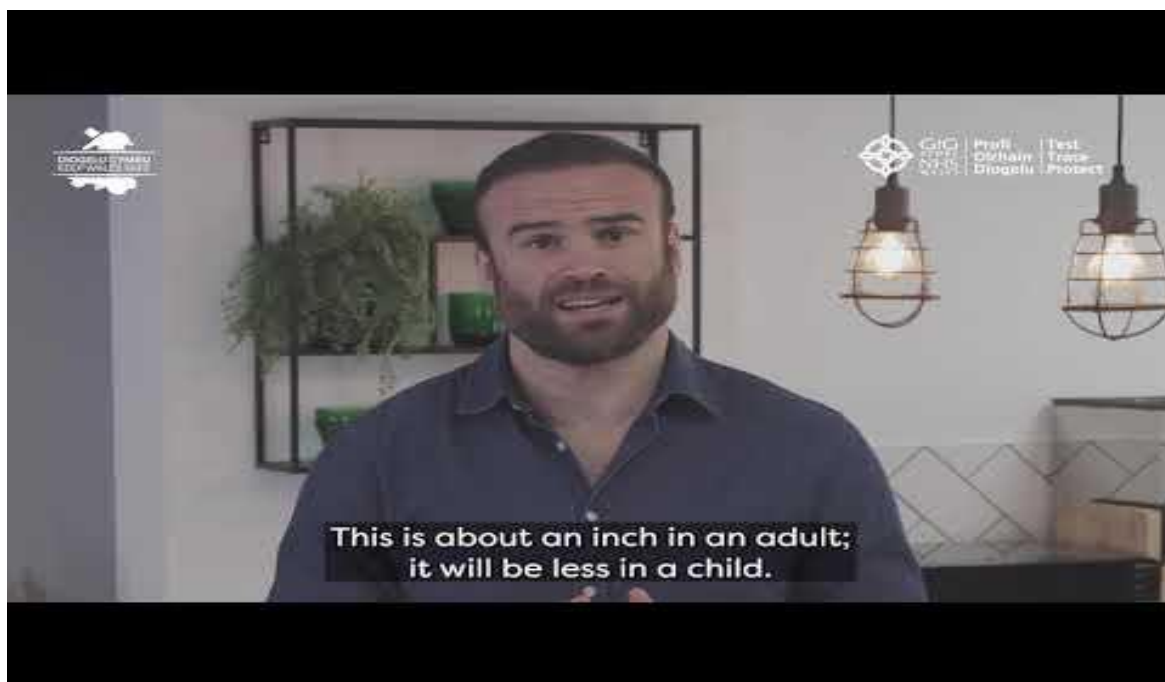 DIOGELU CYMRU
KEEP WALES SAFE
GIG
NHS
Profi
Olrhain
Diogelu
Test
Trace
Protect
This is about an inch in an adult;
it will be less in a child.